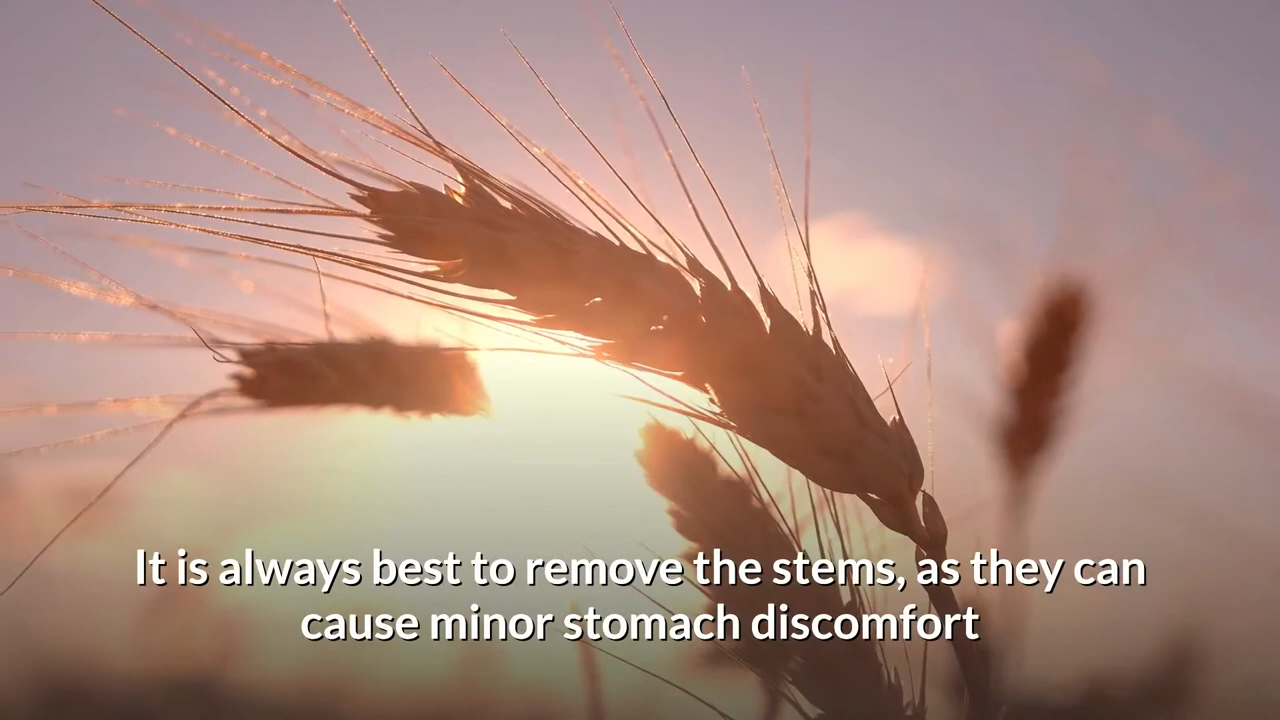 It is always best to remove the stems, as they can
cause minor stomach discomfort